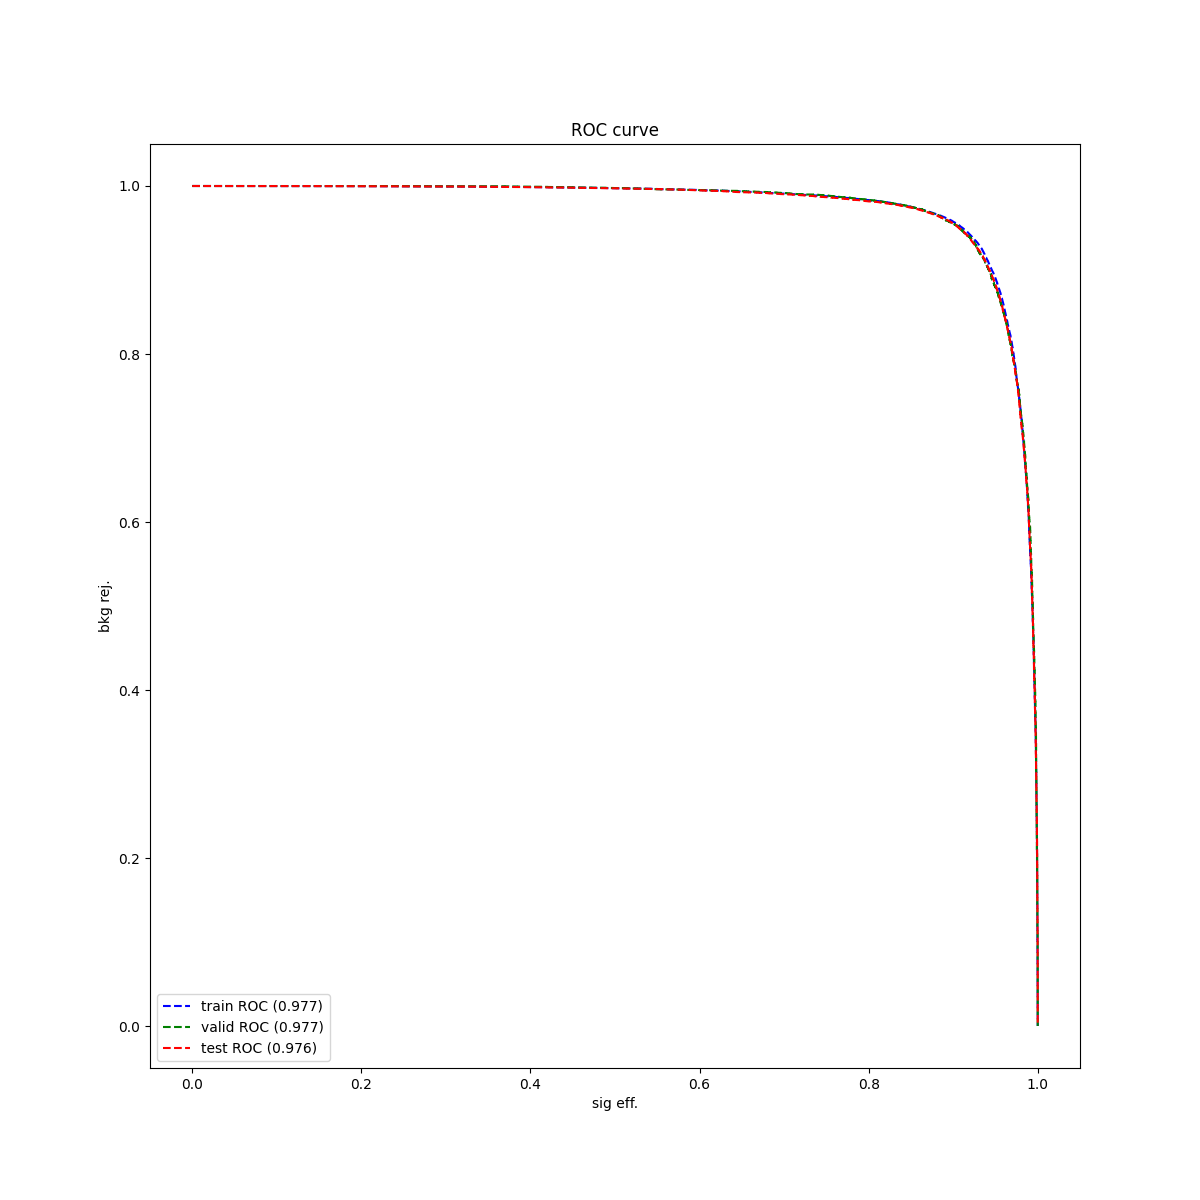 ROC curve
1.0
0.8
0.6
0.4
0.2
0.0
bkg rej.
train ROC (0.977)
valid ROC (0.977)
test ROC (0.976)
0.0 0.2 0.4 0.6 0.8 1.0
sig eff.